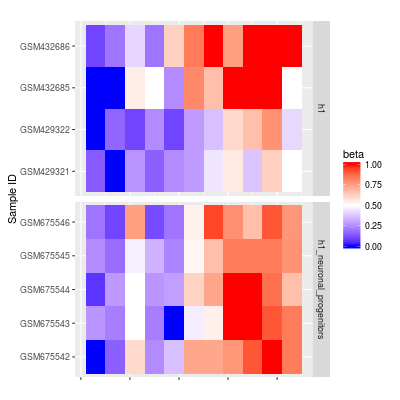 GSM432686
GSM432685
GSM429322
GSM429321
h1
GSM675546
GSM675545
GSM675544
GSM675543
GSM675542
h1_neuronal_progenitors
Sample ID
beta
1.00
0.75
0.50
0.25
0.00